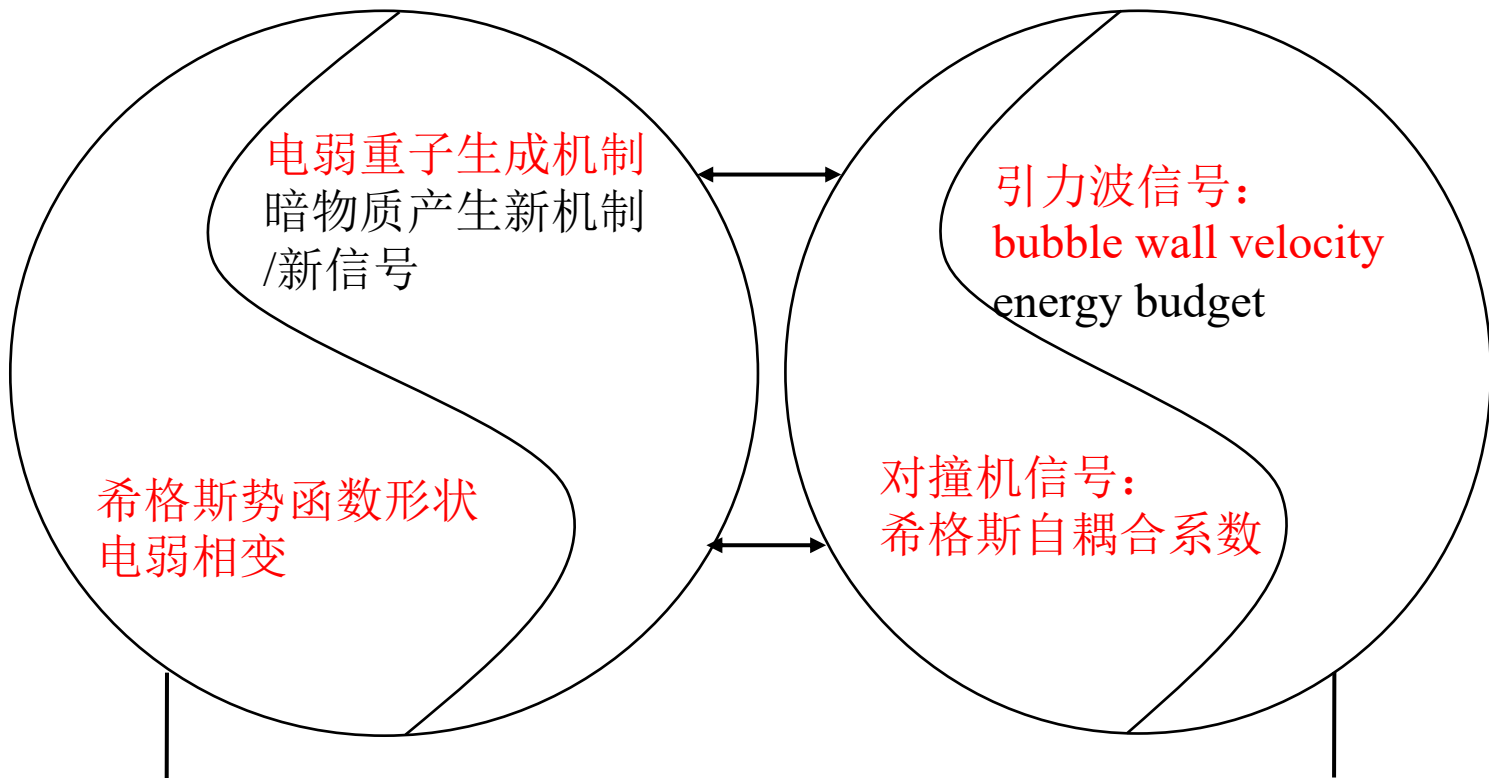 电弱重子生成机制
暗物质产生新机制
/新信号
希格斯势函数形状
电弱相变
引力波信号：
bubble wall velocity
energy budget
对撞机信号：
希格斯自耦合系数